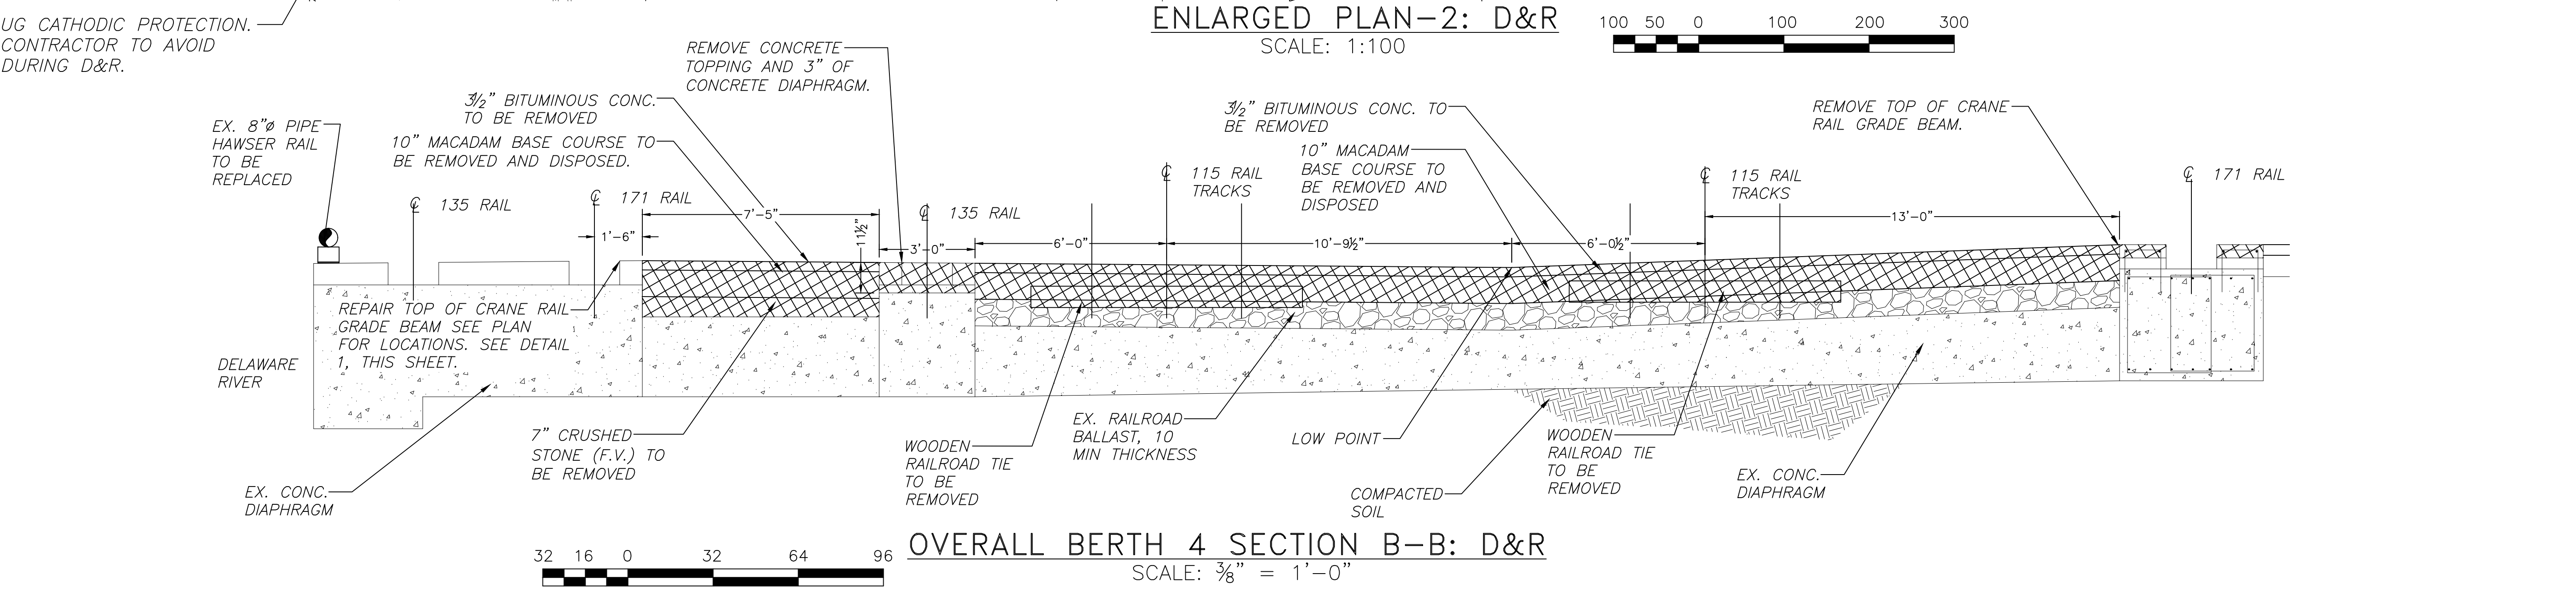 UG CATHODIC PROTECTION.
CONTRACTOR TO AVOID
DURING D&R.
ENLARGED PLAN-2: D&R
SCALE: 1:100
100 50 0 100 200 300
REMOVE CONCRETE
TOPPING AND 3" OF
CONCRETE DIAPHRAGM.
3½" BITUMINOUS CONC.
TO BE REMOVED
10" MACADAM BASE COURSE TO
BE REMOVED AND DISPOSED.
EX. 8"ø PIPE
HAWSER RAIL
TO BE
REPLACED
℄ 135 RAIL
℄ 171 RAIL
7'-5"
1'-6"
11½"
℄ 135 RAIL
3'-0"
6'-0"
℄ 115 RAIL
TRACKS
10'-9½"
3½" BITUMINOUS CONC. TO
BE REMOVED
10" MACADAM
BASE COURSE TO
BE REMOVED AND
DISPOSED
6'-0½"
℄ 115 RAIL
TRACKS
13'-0"
REMOVE TOP OF CRANE
RAIL GRADE BEAM.
℄ 171 RAIL
REPAIR TOP OF CRANE RAIL
GRADE BEAM SEE PLAN
FOR LOCATIONS. SEE DETAIL
1, THIS SHEET.
DELAWARE
RIVER
EX. CONC.
DIAPHRAGM
7" CRUSHED
STONE (F.V.) TO
BE REMOVED
WOODEN
RAILROAD TIE
TO BE
REMOVED
EX. RAILROAD
BALLAST, 10
MIN THICKNESS
LOW POINT
COMPACTED
SOIL
WOODEN
RAILROAD TIE
TO BE
REMOVED
EX. CONC.
DIAPHRAGM
32 16 0 32 64 96
OVERALL BERTH 4 SECTION B-B: D&R
SCALE: ⅜" = 1'-0"